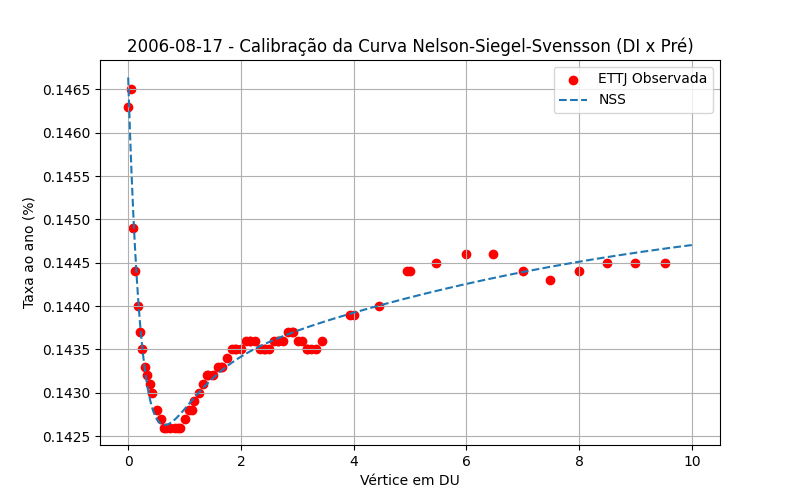 2006-08-17 - Calibração da Curva Nelson-Siegel-Svensson (DI x Pré)
ETTJ Observada
NSS
Taxa ao ano (%)
0.1465
0.1460
0.1455
0.1450
0.1445
0.1440
0.1435
0.1430
0.1425
0 2 4 6 8 10
Vértice em DU